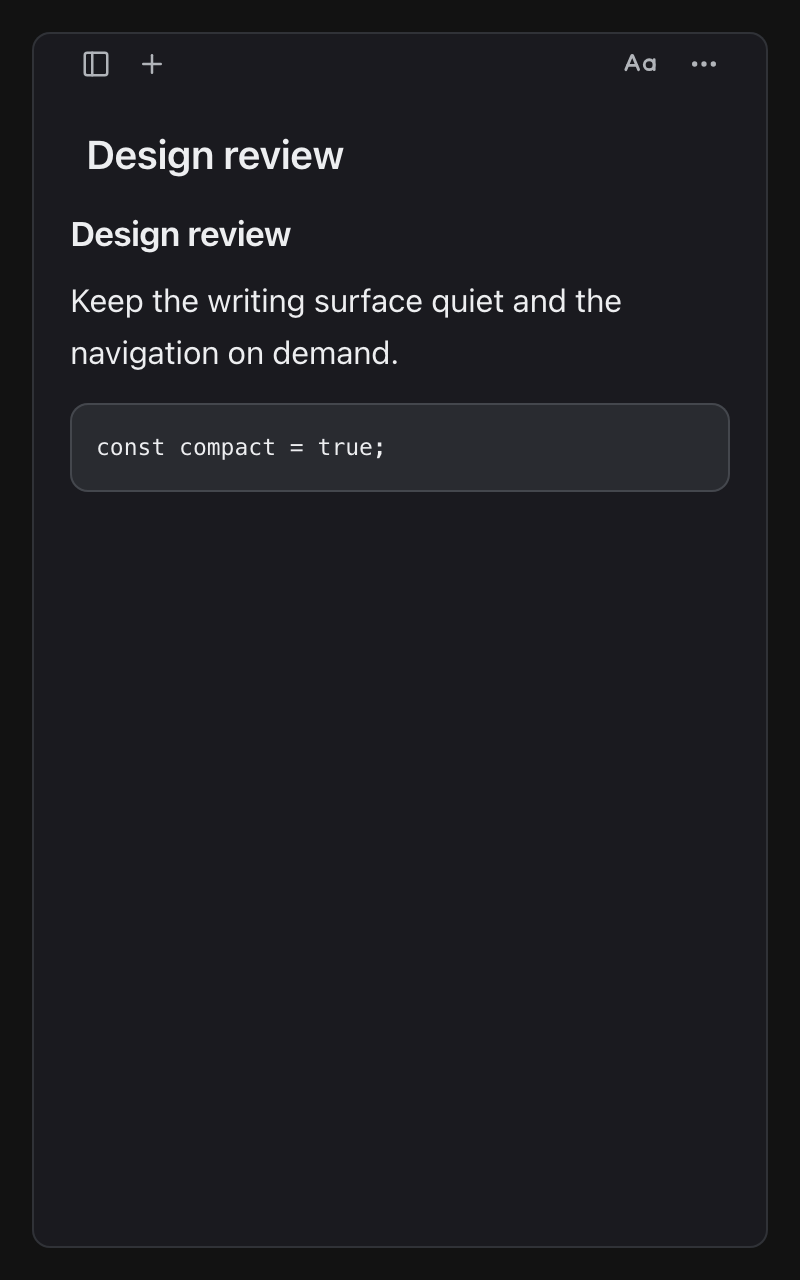 Aa
Design review
Design review
Keep the writing surface quiet and the
navigation on demand.
const compact = true;